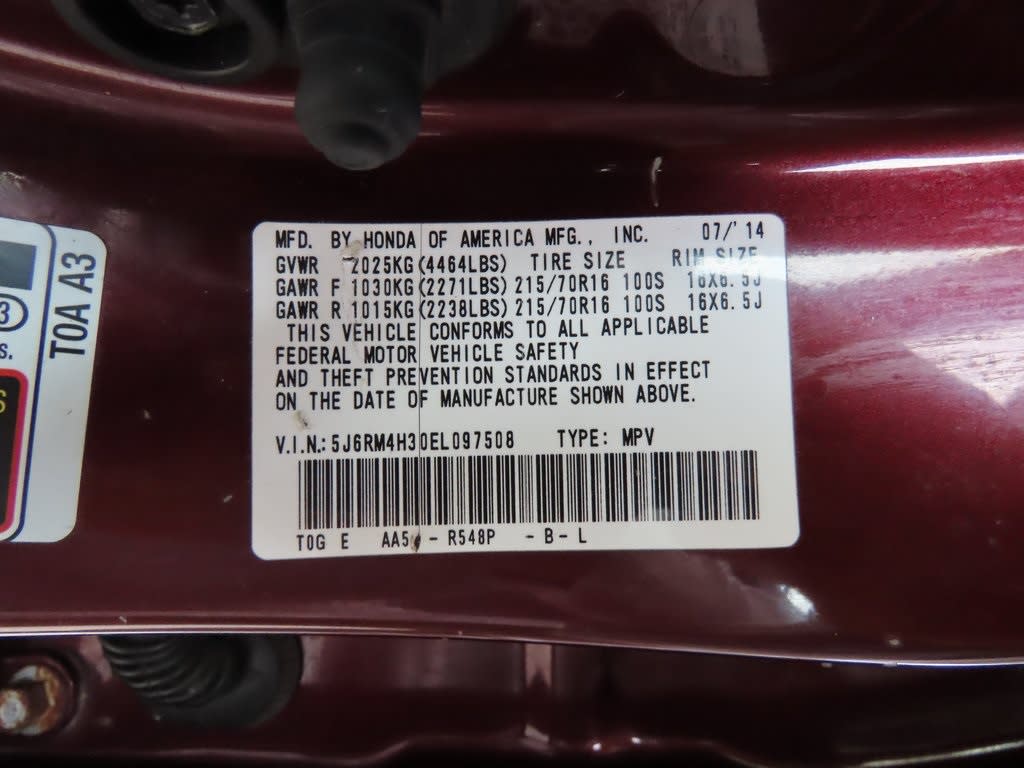 MFD. BY HONDA OF AMERICA MFG., INC. 07/'14
GVWR 2025KG(4464LBS) TIRE SIZE RIM SIZE
GAWR F 1030KG(2271LBS) 215/70R16 100S 16X6.5J
GAWR R 1015KG(2238LBS) 215/70R16 100S 16X6.5J
THIS VEHICLE CONFORMS TO ALL APPLICABLE
FEDERAL MOTOR VEHICLE SAFETY
AND THEFT PREVENTION STANDARDS IN EFFECT
ON THE DATE OF MANUFACTURE SHOWN ABOVE.
V.I.N.: 5J6RM4H30EL097508 TYPE: MPV
T0G E - R548P - B- L
T0A A3
3
S.
S